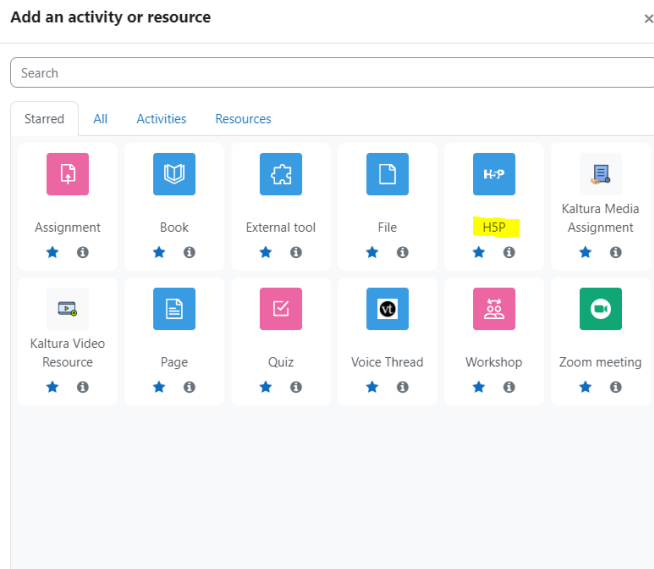 Add an activity or resource
×
Search
Starred All Activities Resources
H-P
Assignment Book External tool File H5P Kaltura Media
Assignment
vt
Kaltura Video
Resource Page Quiz Voice Thread Workshop Zoom meeting